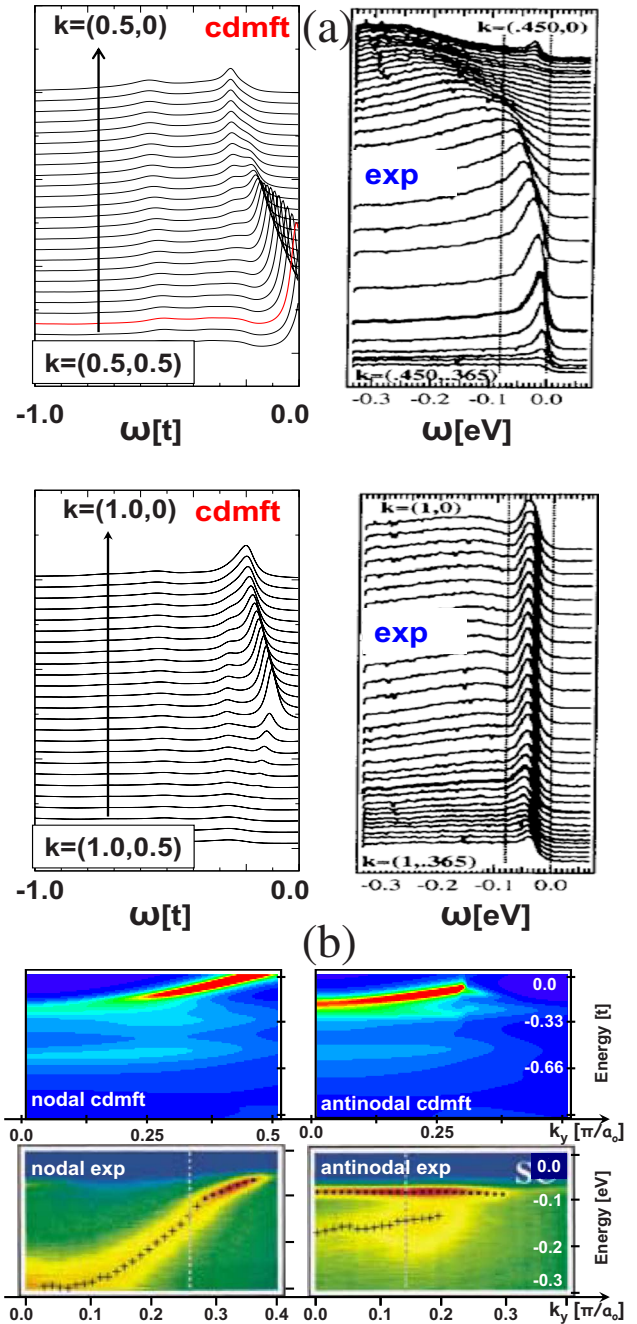 k=(0.5,0) cdmft (a) k=(.450,0)
exp
k=(0.5,0.5) k=(.450,.365)
-1.0 0.0 -0.3 -0.2 -0.1 0.0
ω[t] ω[eV]
k=(1.0,0) cdmft k=(1,0)
exp
k=(1.0,0.5) k=(1,.365)
-1.0 0.0 -0.3 -0.2 -0.1 0.0
ω[t] ω[eV]
(b)
0.0
-0.33
-0.66
Energy [t]
nodal cdmft antinodal cdmft
0.0 0.25 0.5 0.0 0.25 k_y [π/a_o]
nodal exp antinodal exp 0.0
-0.1
-0.2
-0.3
Energy [eV]
0.0 0.1 0.2 0.3 0.4 0.0 0.1 0.2 0.3 k_y [π/a_o]